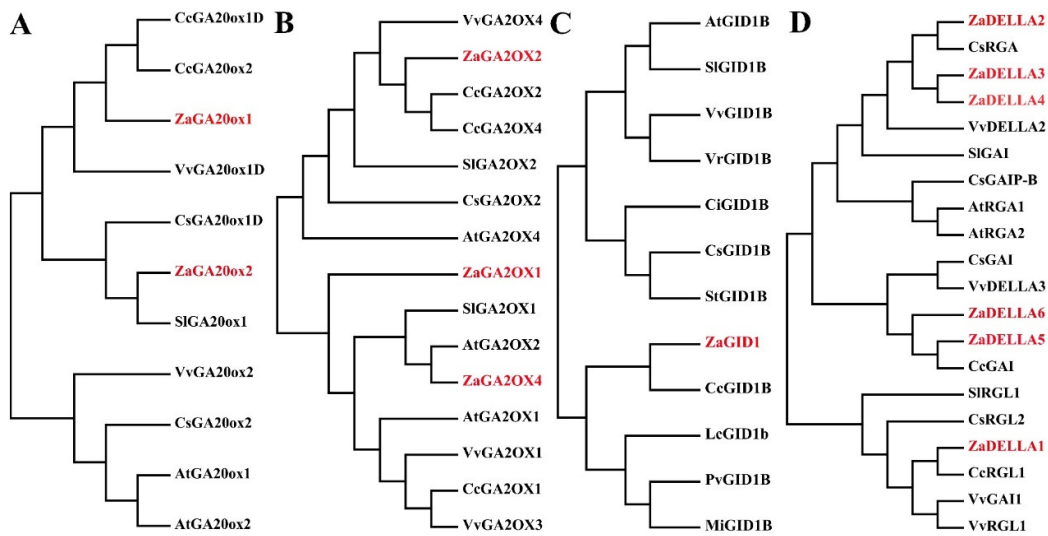 A
CcGA20ox1D
CcGA20ox2
ZaGA20ox1
VvGA20ox1D
CsGA20ox1D
ZaGA20ox2
SlGA20ox1
VvGA20ox2
CsGA20ox2
AtGA20ox1
AtGA20ox2
B
VvGA2OX4
ZaGA2OX2
CcGA2OX2
CcGA2OX4
SlGA2OX2
CsGA2OX2
AtGA2OX4
ZaGA2OX1
SlGA2OX1
AtGA2OX2
ZaGA2OX4
AtGA2OX1
VvGA2OX1
CcGA2OX1
VvGA2OX3
C
AtGID1B
SlGID1B
VvGID1B
VrGID1B
CiGID1B
CsGID1B
StGID1B
ZaGID1
CcGID1B
LcGID1b
PvGID1B
MiGID1B
D
ZaDELLA2
CsRGA
ZaDELLA3
ZaDELLA4
VvDELLA2
SlGAI
CsGAIP-B
AtRGA1
AtRGA2
CsGAI
VvDELLA3
ZaDELLA6
ZaDELLA5
CcGAI
SlRGL1
CsRGL2
ZaDELLA1
CcRGL1
VvGAI1
VvRGL1